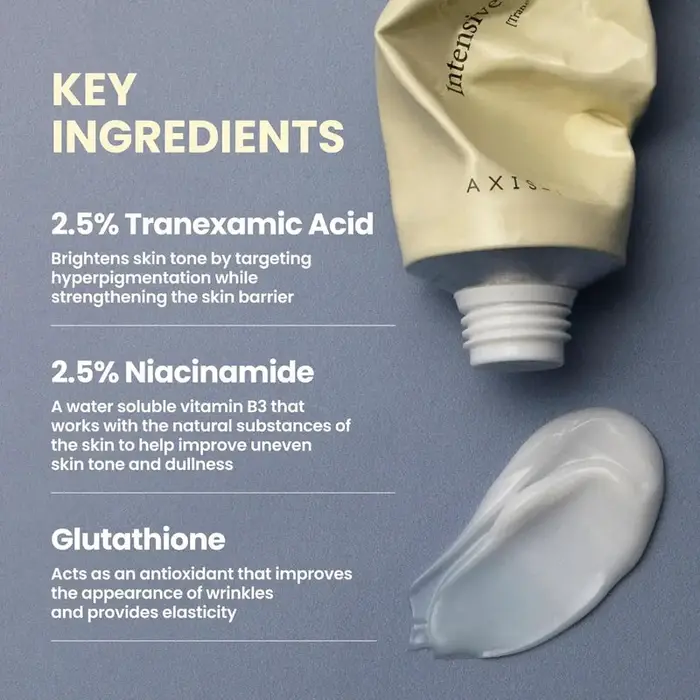 Intensive
KEY
INGREDIENTS
2.5% Tranexamic Acid
Brightens skin tone by targeting
hyperpigmentation while
strengthening the skin barrier
2.5% Niacinamide
A water soluble vitamin B3 that
works with the natural substances of
the skin to help improve uneven
skin tone and dullness
Glutathione
Acts as an antioxidant that improves
the appearance of wrinkles
and provides elasticity